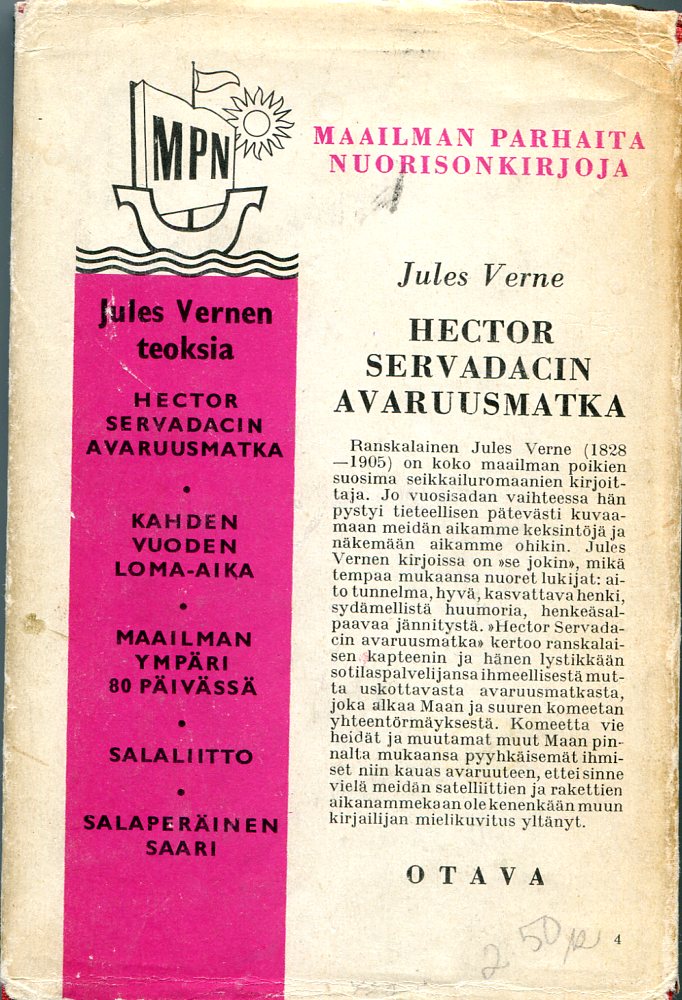 MPN
MAAILMAN PARHAITA
NUORISONKIRJOJA
Jules Vernen
teoksia
HECTOR
SERVADACIN
AVARUUSMATKA
•
KAHDEN
VUODEN
LOMA-AIKA
•
MAAILMAN
YMPÄRI
80 PÄIVÄSSÄ
•
SALALIITTO
•
SALAPERÄINEN
SAARI
Jules Verne
HECTOR
SERVADACIN
AVARUUSMATKA
Ranskalainen Jules Verne (1828
—1905) on koko maailman poikien
suosima seikkailuromaanien kirjoit-
taja. Jo vuosisadan vaihteessa hän
pystyi tieteellisen pätevästi kuvaa-
maan meidän aikamme keksintöjä ja
näkemään aikamme ohikin. Jules
Vernen kirjoissa on »se jokin», mikä
tempaa mukaansa nuoret lukijat: ai-
to tunnelma, hyvä, kasvattava henki,
sydämellistä huumoria, henkeäsal-
paavaa jännitystä. »Hector Servada-
cin avaruusmatka» kertoo ranskalai-
sen kapteenin ja hänen lystikkään
sotilaspalvelijansa ihmeellisestä mut-
ta uskottavasta avaruusmatkasta,
joka alkaa Maan ja suuren komeetan
yhteentörmäyksestä. Komeetta vie
heidät ja muutamat muut Maan pin-
nalta mukaansa pyyhkäisemät ihmi-
set niin kauas avaruuteen, ettei sinne
vielä meidän satelliittien ja rakettien
aikanammekaan ole kenenkään muun
kirjailijan mielikuvitus yltänyt.
OTAVA
2 50
4